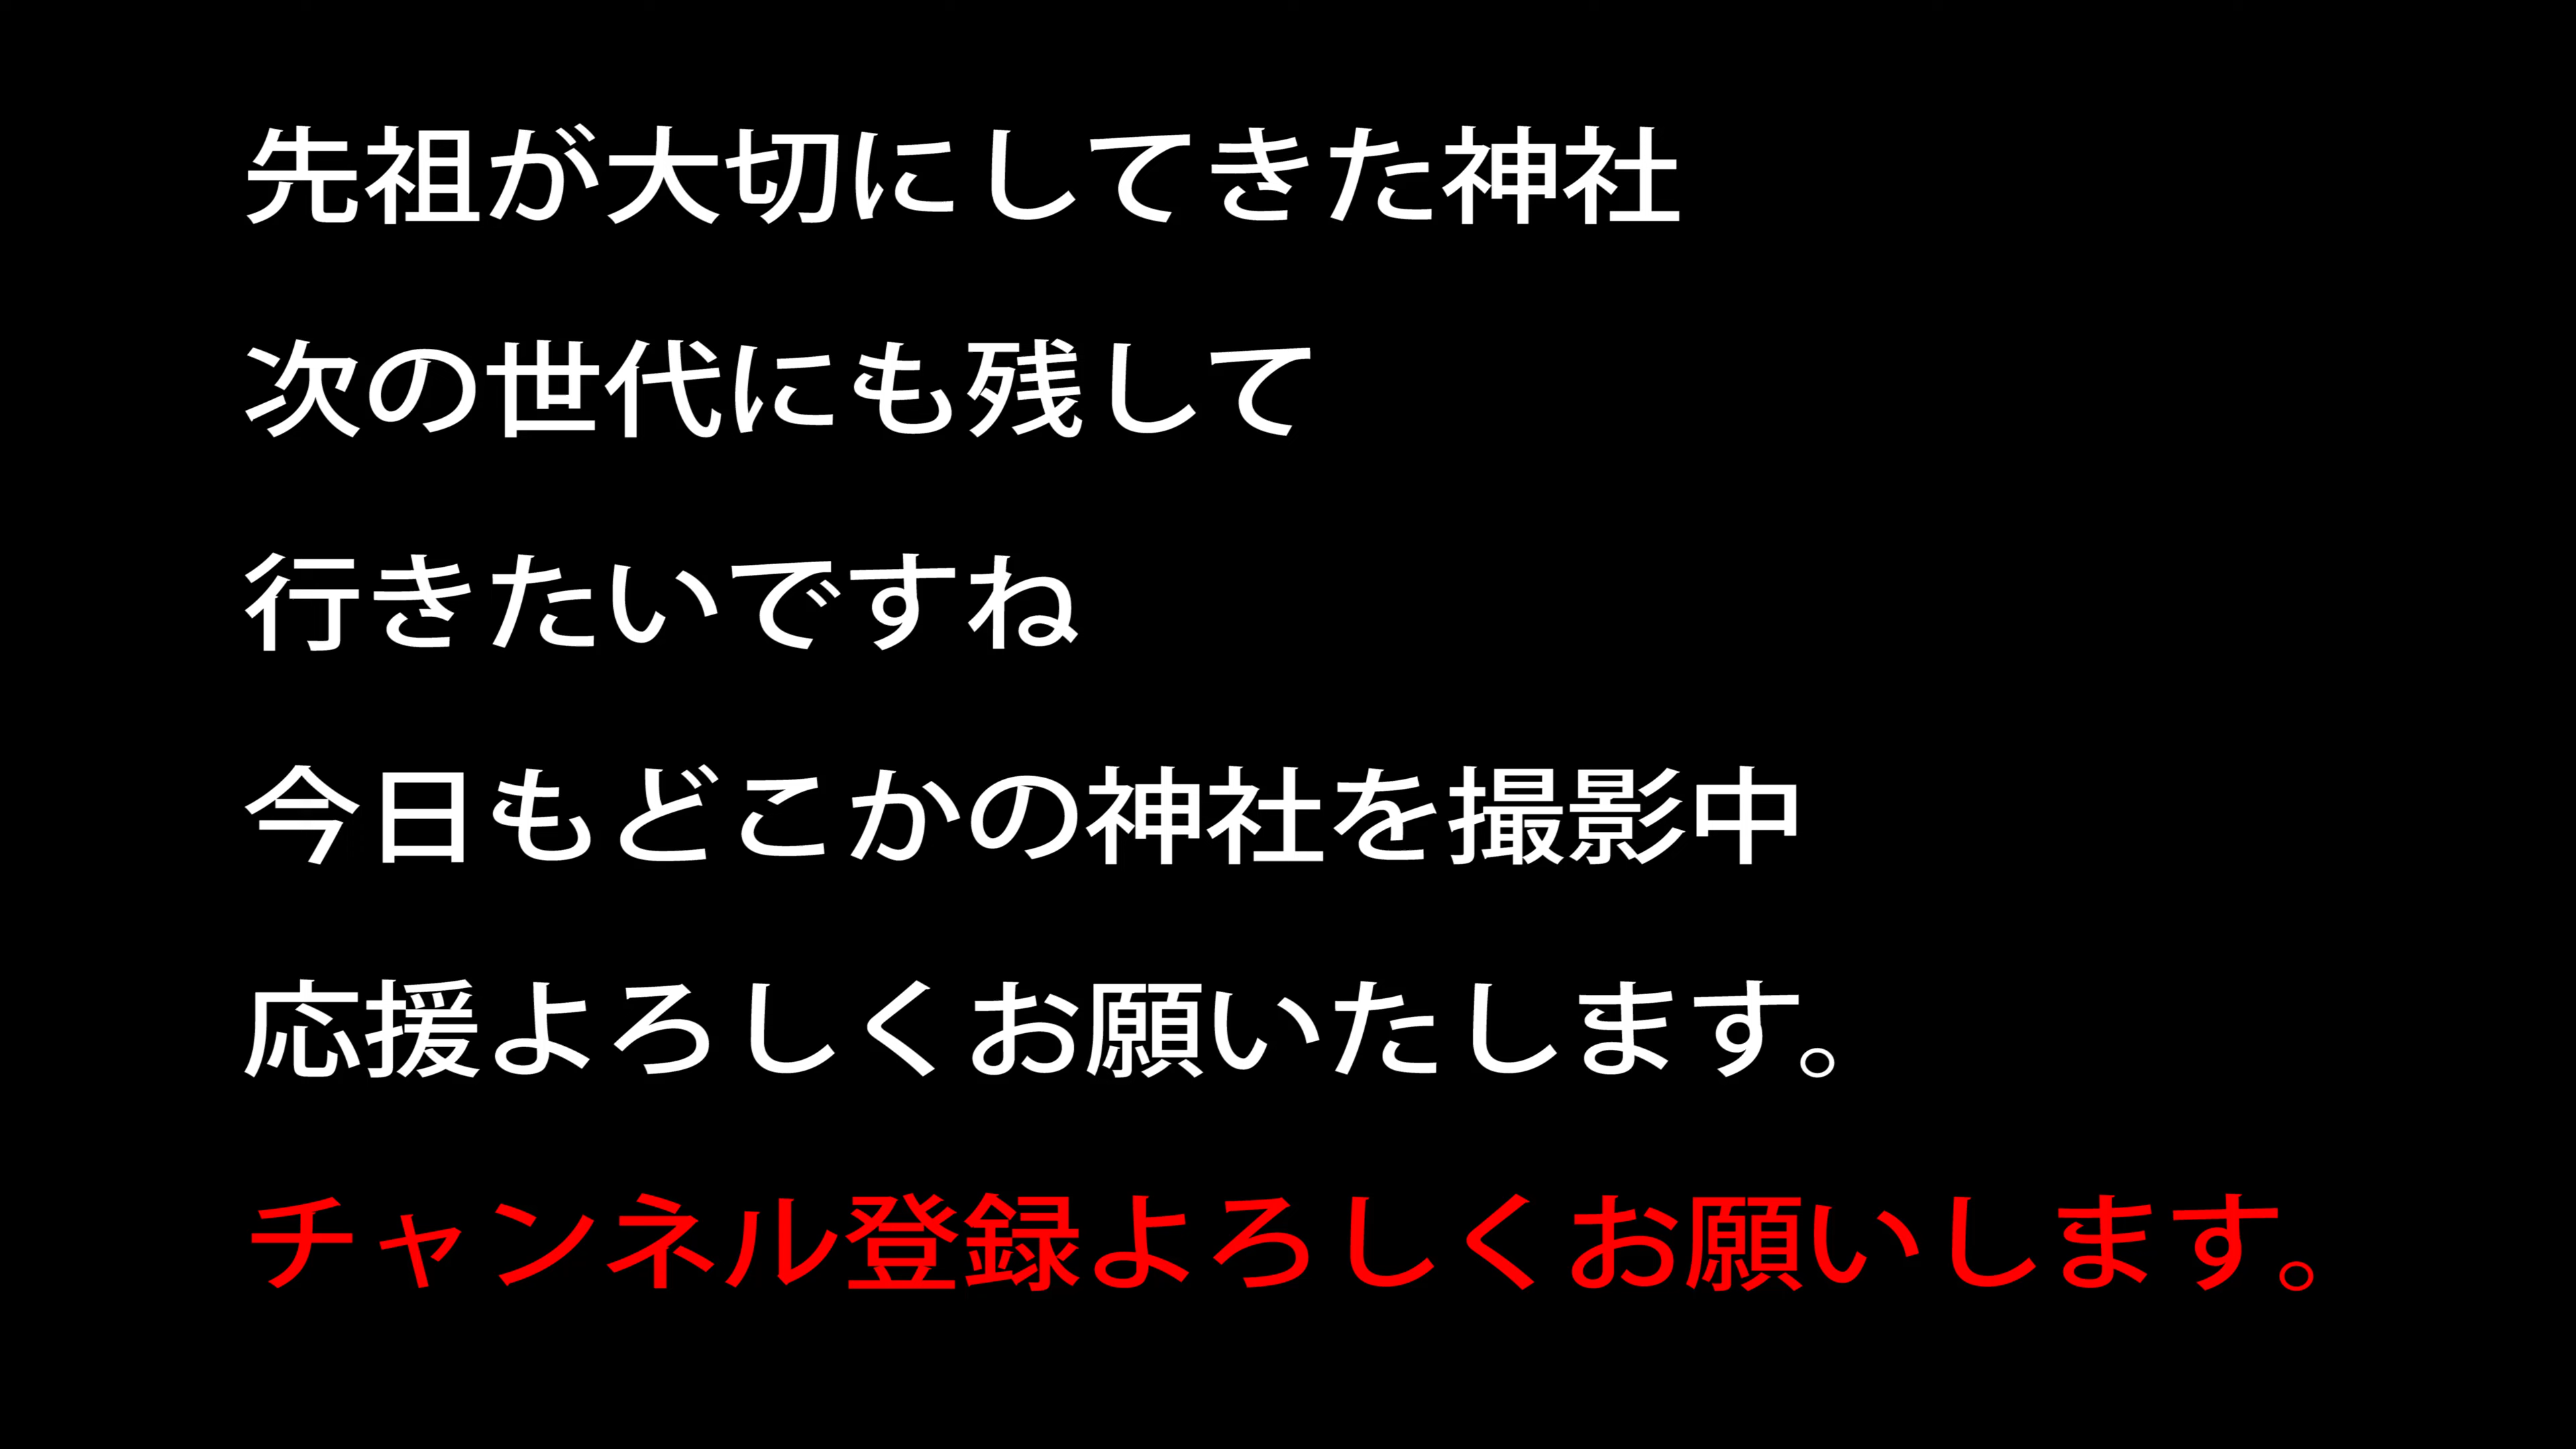 先祖が大切にしてきた神社
次の世代にも残して
行きたいですね
今日もどこかの神社を撮影中
応援よろしくお願いたします。
チャンネル登録よろしくお願いします。